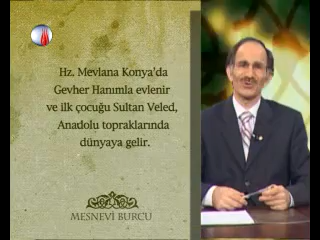 Hz. Mevlana Konya'da
Gevher Hanımla evlenir
ve ilk çocuğu Sultan Veled,
Anadolu topraklarında
dünyaya gelir.
MESNEVİ BURCU